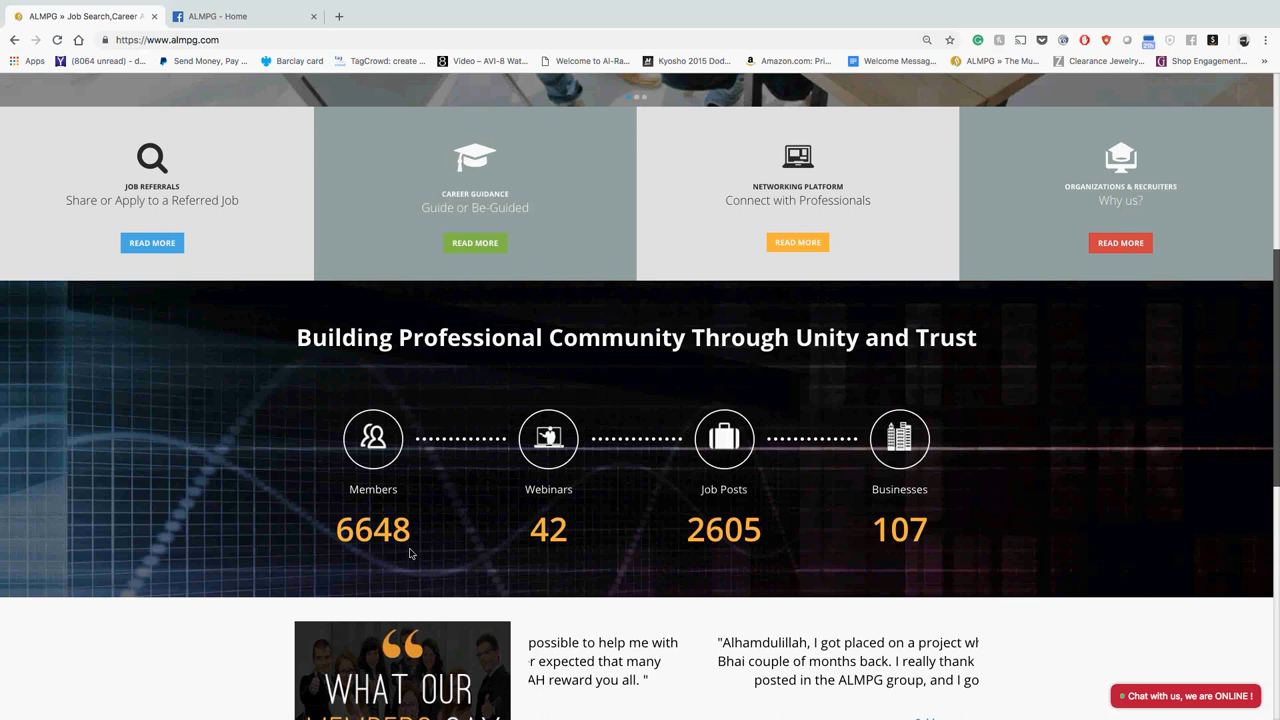 ALMPG » Job Search,Career A
ALMPG - Home
https://www.almpg.com
21h
Apps
(8064 unread) - d...
Send Money, Pay ...
Barclay card
TagCrowd: create ...
Video – AVI-8 Wat...
Welcome to Al-Ra...
Kyosho 2015 Dod...
Amazon.com: Pri...
Welcome Messag...
ALMPG » The Mu...
Clearance Jewelry...
Shop Engagement...
JOB REFERRALS
Share or Apply to a Referred Job
READ MORE
CAREER GUIDANCE
Guide or Be-Guided
READ MORE
NETWORKING PLATFORM
Connect with Professionals
READ MORE
ORGANIZATIONS & RECRUITERS
Why us?
READ MORE
Building Professional Community Through Unity and Trust
Members
Webinars
Job Posts
Businesses
6648
42
2605
107
WHAT OUR
MEMBERS SAY
possible to help me with
r expected that many
AH reward you all. "
"Alhamdulillah, I got placed on a project wh
Bhai couple of months back. I really thank
posted in the ALMPG group, and I go
Chat with us, we are ONLINE !